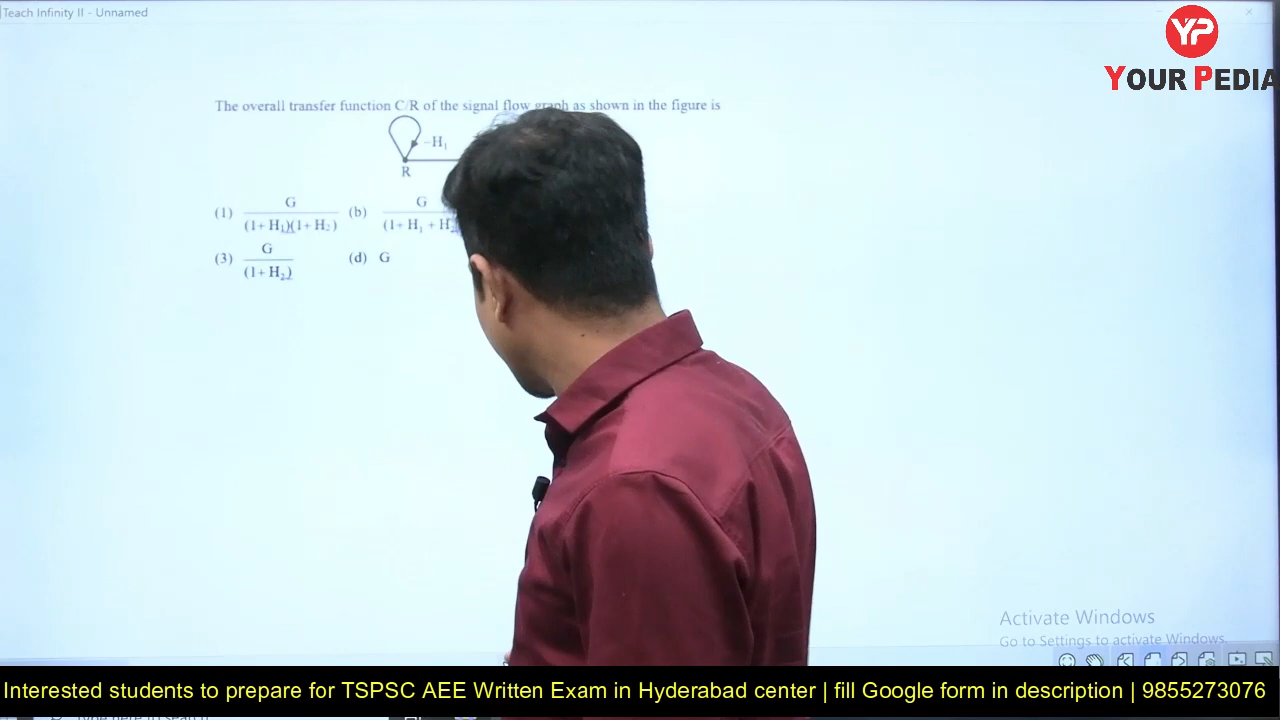 Teach Infinity II - Unnamed
YP
YOUR PEDIA
The overall transfer function C/R of the signal flow graph as shown in the figure is
–H₁
R
(1) G / (1+ H₁)(1+ H₂) (b) G / (1+ H₁ + H₂
(3) G / (1+ H₂) (d) G
Activate Windows
Go to Settings to activate Windows.
Interested students to prepare for TSPSC AEE Written Exam in Hyderabad center | fill Google form in description | 9855273076